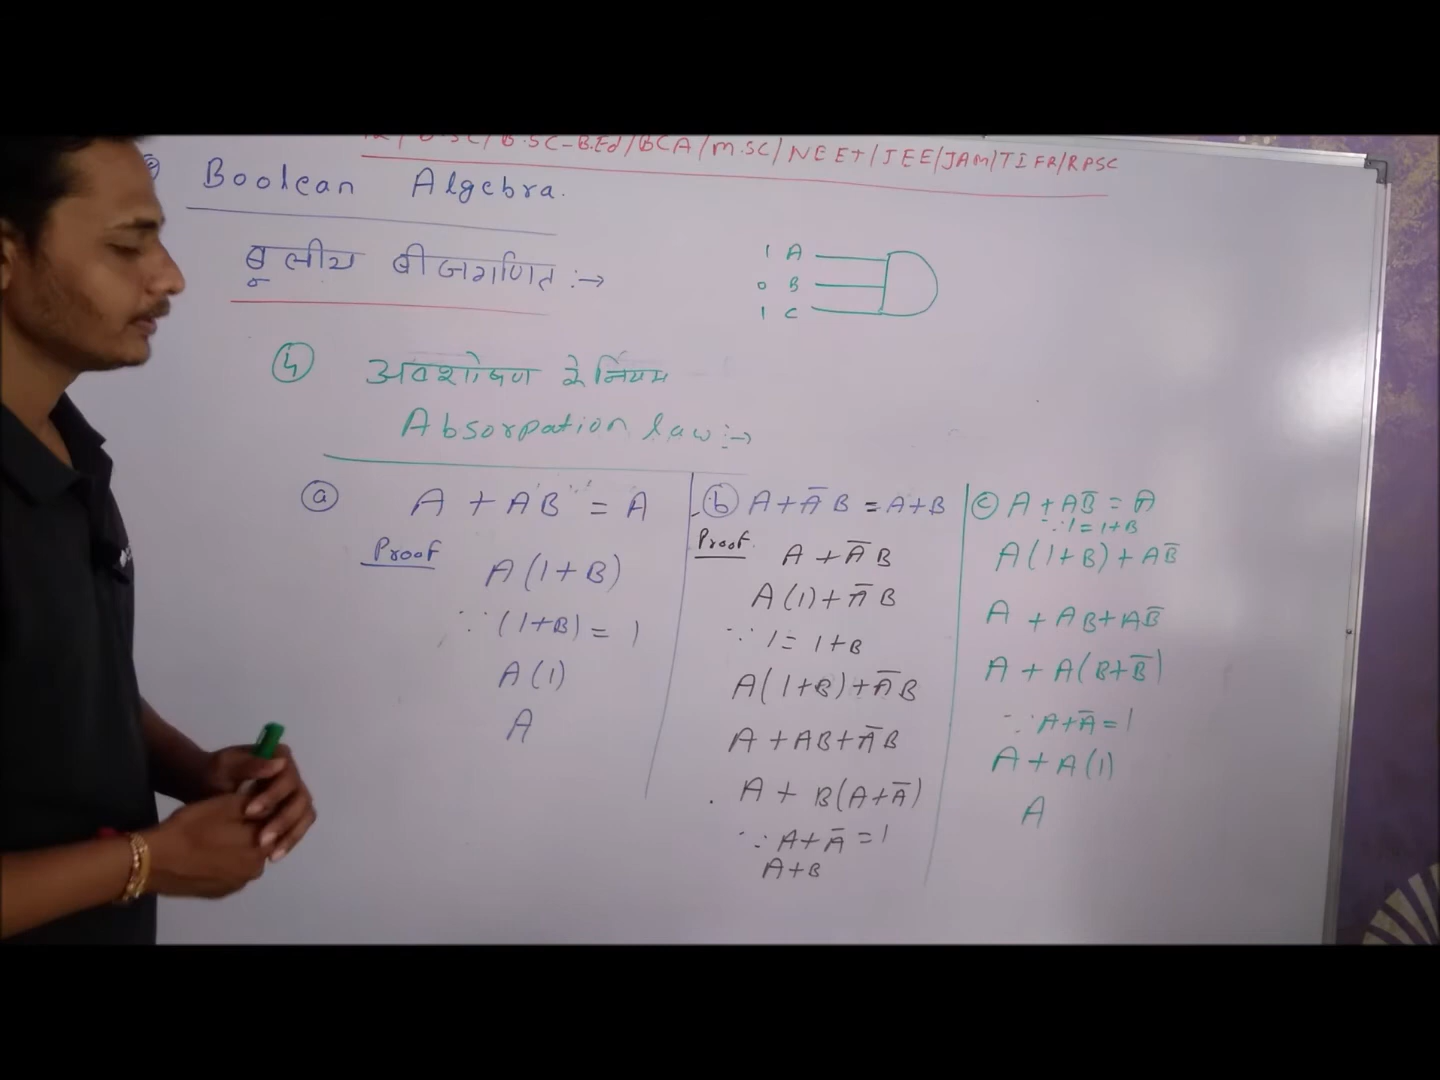 B.SC-B.Ed/BCA/M.SC/NEET/JEE/JAM/TIFR/RPSC
Boolean Algebra.
बूलीय बीजगणित :→
1 A
0 B
1 C
5 अवशोषण के नियम
Absorpation law :→
(a) A + AB = A
Proof
A(1+B)
∵ (1+B) = 1
A(1)
A
(b) A + A̅B = A+B
Proof.
A + A̅B
A(1) + A̅B
∵ 1 = 1+B
A(1+B) + A̅B
A + AB + A̅B
A + B(A+A̅)
∵ A+A̅ = 1
A+B
(c) A + AB̅ = A
∵ 1 = 1+B
A(1+B) + AB̅
A + AB + AB̅
A + A(B+B̅)
∵ A+A̅ = 1
A + A(1)
A